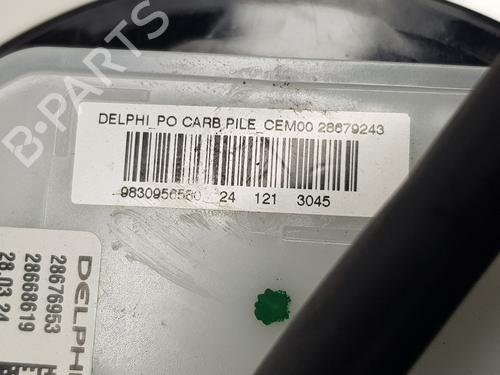 DELPHI_PO CARB PILE_CEM00 28679243
9830956580 24 121 3045
DELPHI
28676953
28668619
28.03.24
B-Parts